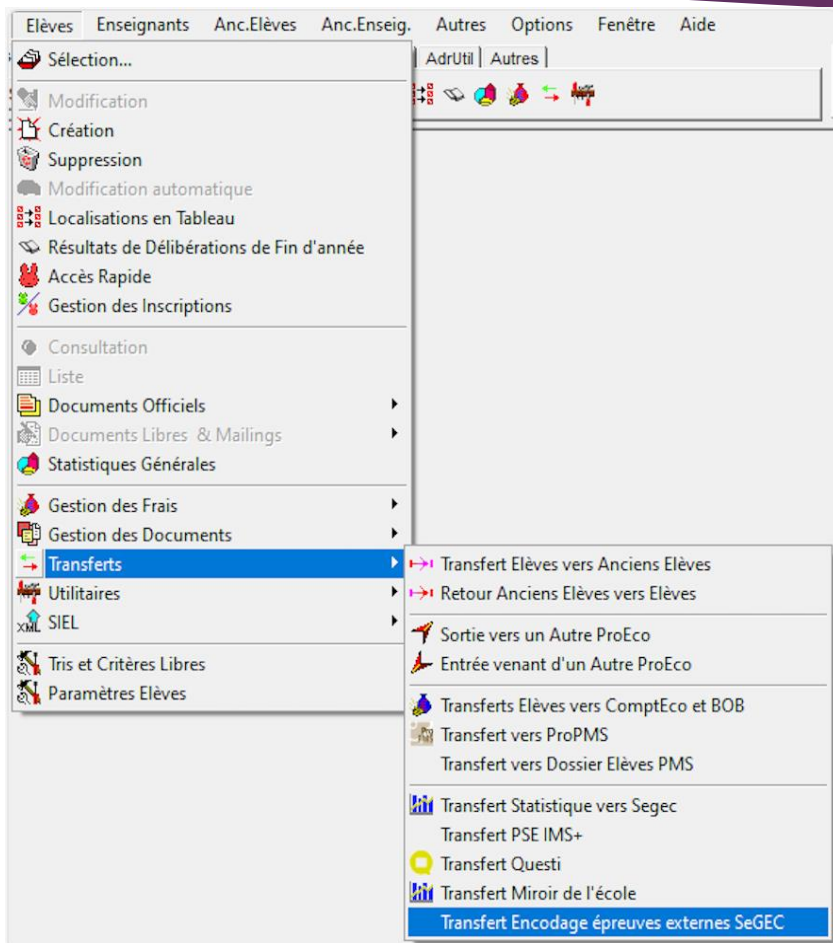 Elèves Enseignants Anc.Elèves Anc.Enseig. Autres Options Fenêtre Aide
Sélection...
AdrUtil Autres
Modification
Création
Suppression
Modification automatique
Localisations en Tableau
Résultats de Délibérations de Fin d'année
Accès Rapide
Gestion des Inscriptions
Consultation
Liste
Documents Officiels
Documents Libres & Mailings
Statistiques Générales
Gestion des Frais
Gestion des Documents
Transferts
Utilitaires
XML SIEL
Tris et Critères Libres
Paramètres Elèves
Transfert Elèves vers Anciens Elèves
Retour Anciens Elèves vers Elèves
Sortie vers un Autre ProEco
Entrée venant d'un Autre ProEco
Transferts Elèves vers ComptEco et BOB
Pro PMS Transfert vers ProPMS
Transfert vers Dossier Elèves PMS
Transfert Statistique vers Segec
Transfert PSE IMS+
Transfert Questi
Transfert Miroir de l'école
Transfert Encodage épreuves externes SeGEC